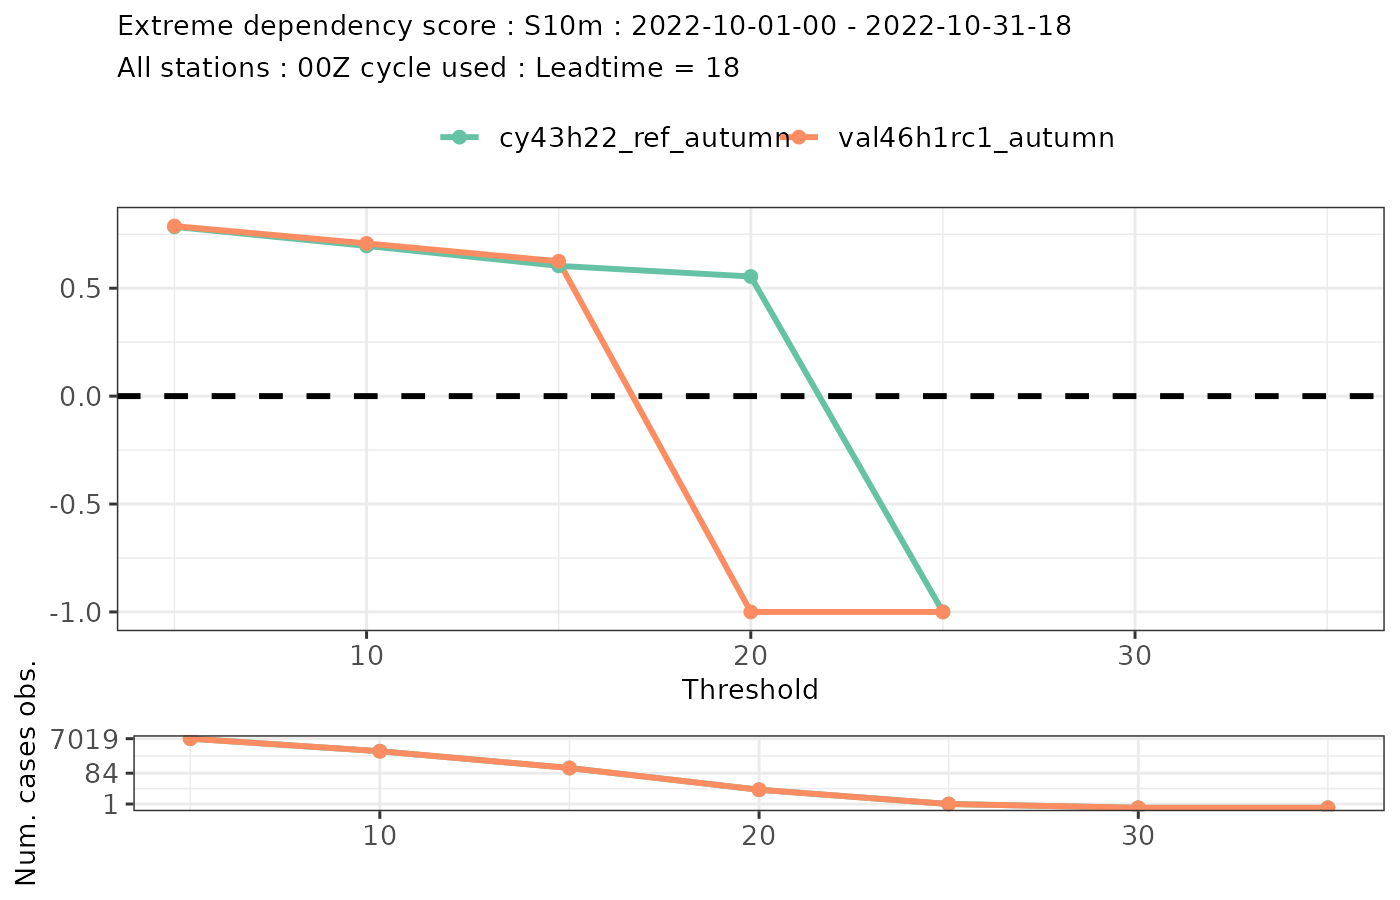 Extreme dependency score : S10m : 2022-10-01-00 - 2022-10-31-18
All stations : 00Z cycle used : Leadtime = 18
cy43h22_ref_autumn val46h1rc1_autumn
0.5
0.0
-0.5
-1.0
10 20 30
Threshold
Num. cases obs.
7019
84
1
10 20 30